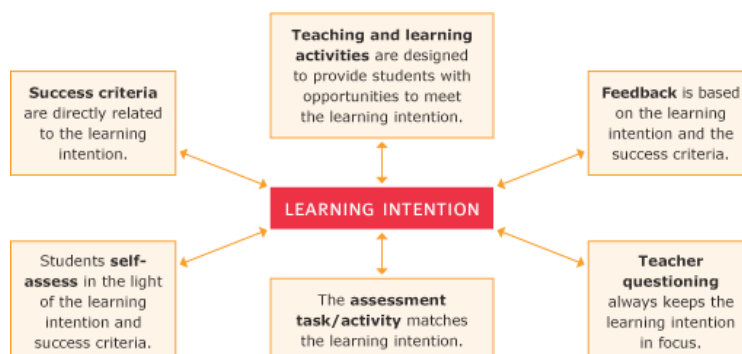 Teaching and learning
activities are designed
to provide students with
opportunities to meet
the learning intention.
Success criteria
are directly related
to the learning
intention.
Feedback is based
on the learning
intention and the
success criteria.
LEARNING INTENTION
Students self-
assess in the light
of the learning
intention and
success criteria.
The assessment
task/activity matches
the learning intention.
Teacher
questioning
always keeps the
learning intention
in focus.